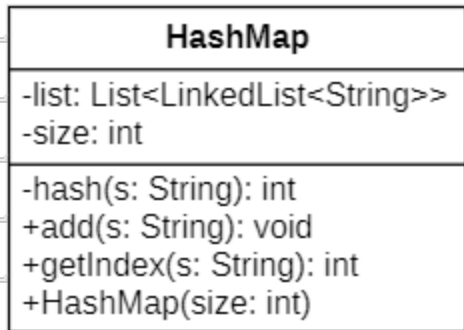 HashMap
-list: List<LinkedList<String>>
-size: int
-hash(s: String): int
+add(s: String): void
+getIndex(s: String): int
+HashMap(size: int)